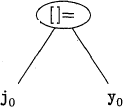 []=
j₀ y₀